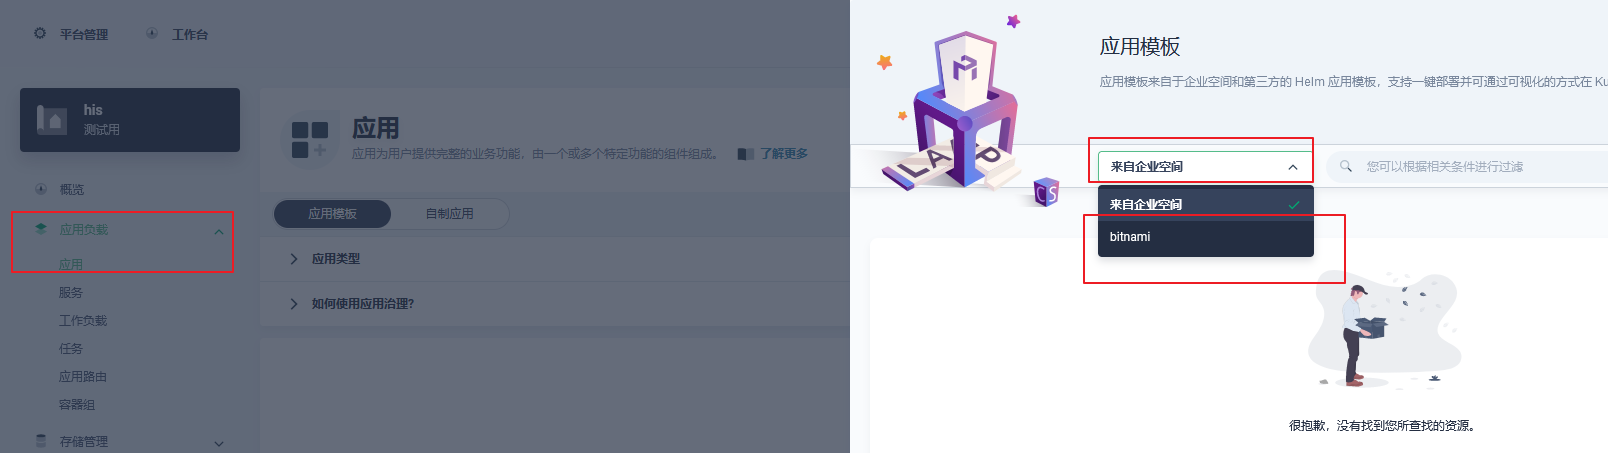 平台管理
工作台
his
测试用
概览
应用负载
应用
服务
工作负载
任务
应用路由
容器组
存储管理
应用
应用为用户提供完整的业务功能，由一个或多个特定功能的组件组成。
了解更多
应用模板
自制应用
应用类型
如何使用应用治理？
应用模板
应用模板来自于企业空间和第三方的 Helm 应用模板，支持一键部署并可通过可视化的方式在 Ku
来自企业空间
您可以根据相关条件进行过滤
来自企业空间
bitnami
很抱歉，没有找到您所查找的资源。